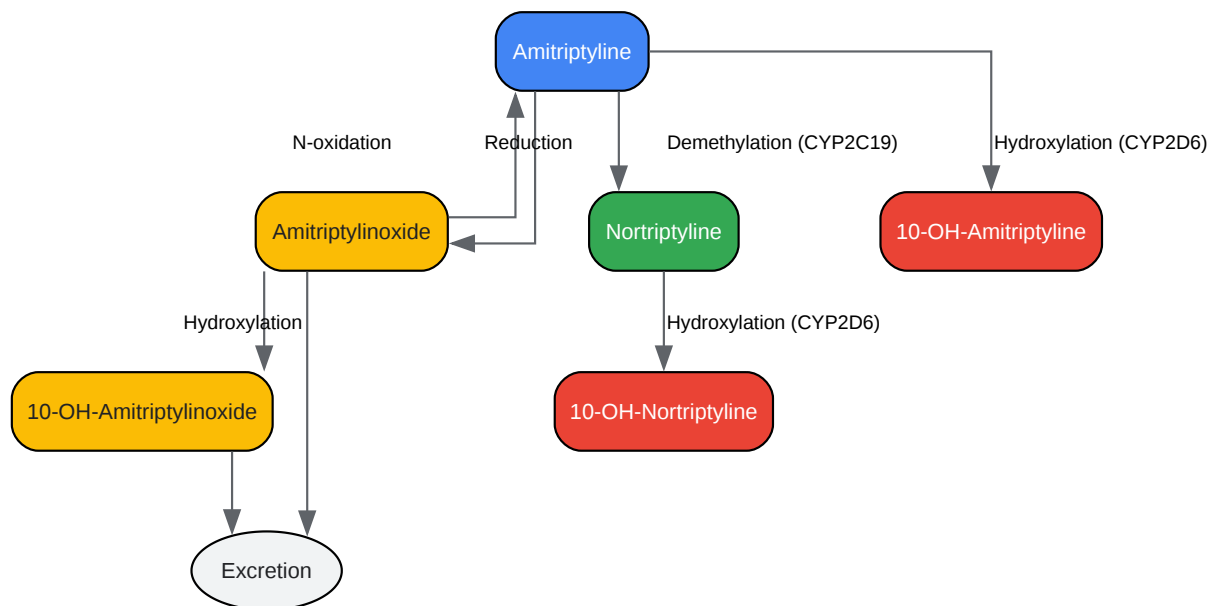 Amitriptyline
N-oxidation
Reduction
Demethylation (CYP2C19)
Hydroxylation (CYP2D6)
Amitriptylinoxide
Nortriptyline
10-OH-Amitriptyline
Hydroxylation
Hydroxylation (CYP2D6)
10-OH-Amitriptylinoxide
10-OH-Nortriptyline
Excretion